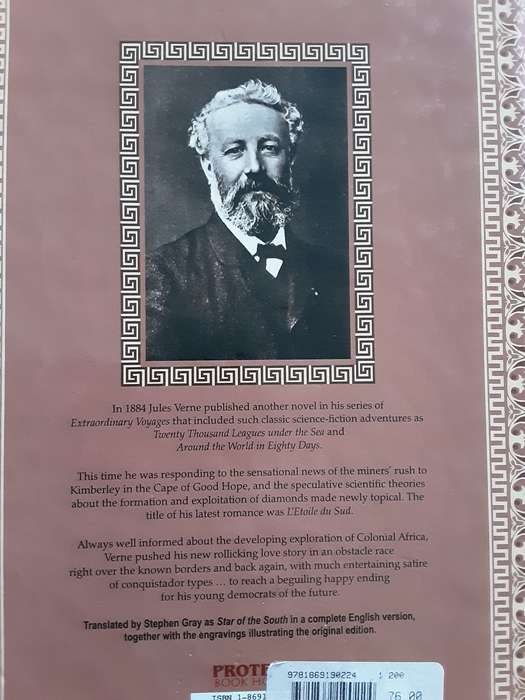 In 1884 Jules Verne published another novel in his series of
Extraordinary Voyages that included such classic science-fiction adventures as
Twenty Thousand Leagues under the Sea and
Around the World in Eighty Days.
This time he was responding to the sensational news of the miners' rush to
Kimberley in the Cape of Good Hope, and the speculative scientific theories
about the formation and exploitation of diamonds made newly topical. The
title of his latest romance was L'Etoile du Sud.
Always well informed about the developing exploration of Colonial Africa,
Verne pushed his new rollicking love story in an obstacle race
right over the known borders and back again, with much entertaining satire
of conquistador types ... to reach a beguiling happy ending
for his young democrats of the future.
Translated by Stephen Gray as Star of the South in a complete English version,
together with the engravings illustrating the original edition.
PROTE
BOOK HO
9781869190224 1 200
ISBN 1-8691 76.00